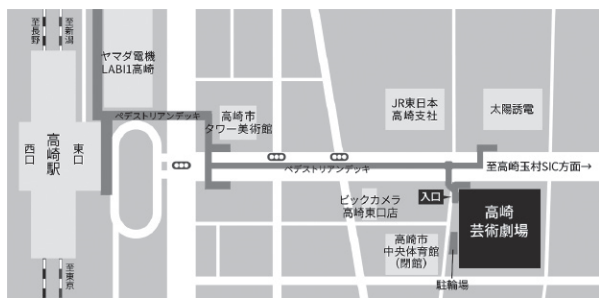 至長野
至新潟
ヤマダ電機
LABI1高崎
ペデストリアンデッキ
高崎市
タワー美術館
JR東日本
高崎支社
太陽誘電
西口
高崎駅
東口
ペデストリアンデッキ
至高崎玉村SIC方面→
ビックカメラ
高崎東口店
入口
高崎
芸術劇場
高崎市
中央体育館
(閉館)
駐輪場
至東京